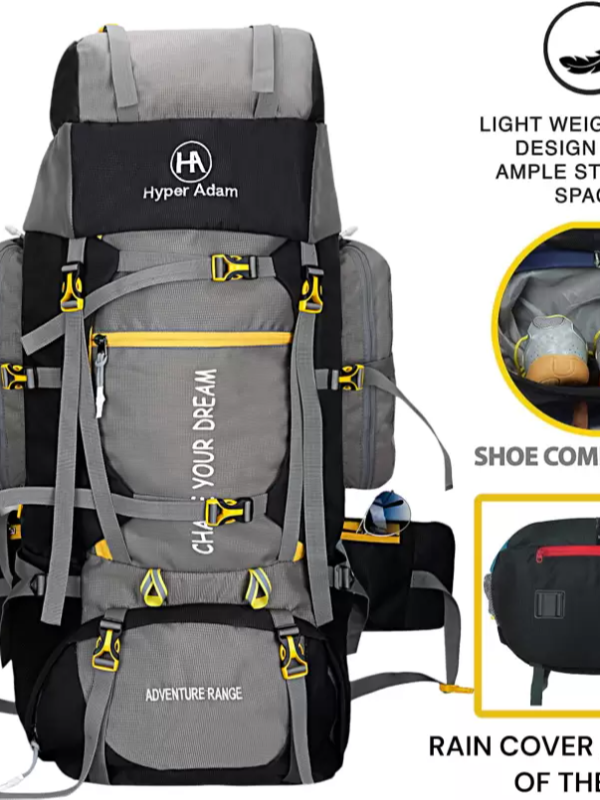 HA
Hyper Adam
CHA YOUR DREAM
ADVENTURE RANGE
LIGHT WEIG
DESIGN
AMPLE ST
SPAC
SHOE COM
RAIN COVER
OF THE